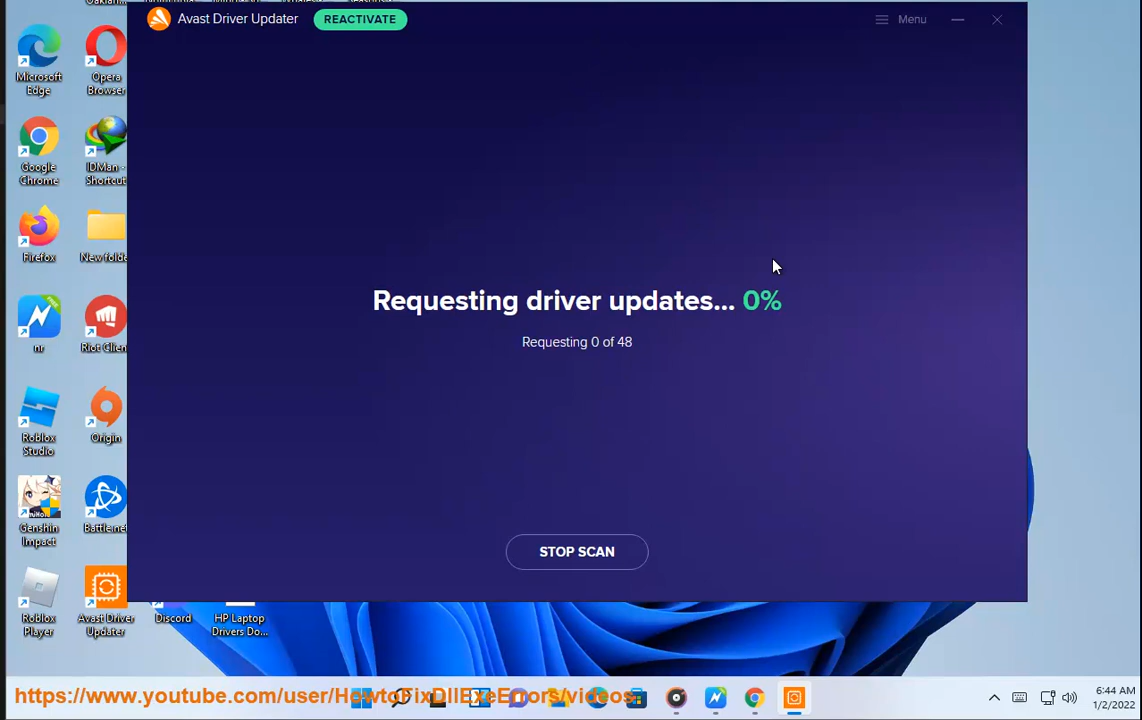 Avast Driver Updater
REACTIVATE
Menu
Microsoft
Edge
Opera
Browser
Google
Chrome
IDMan -
Shortcut
Firefox
New folde
nr
Riot Clien
Roblox
Studio
Origin
Genshin
Impact
Battle.net
Roblox
Player
Avast Driver
Updater
Discord
HP Laptop
Drivers Do...
Requesting driver updates... 0%
Requesting 0 of 48
STOP SCAN
https://www.youtube.com/user/HowtoFixDllExeErrors/videos
6:44 AM
1/2/2022